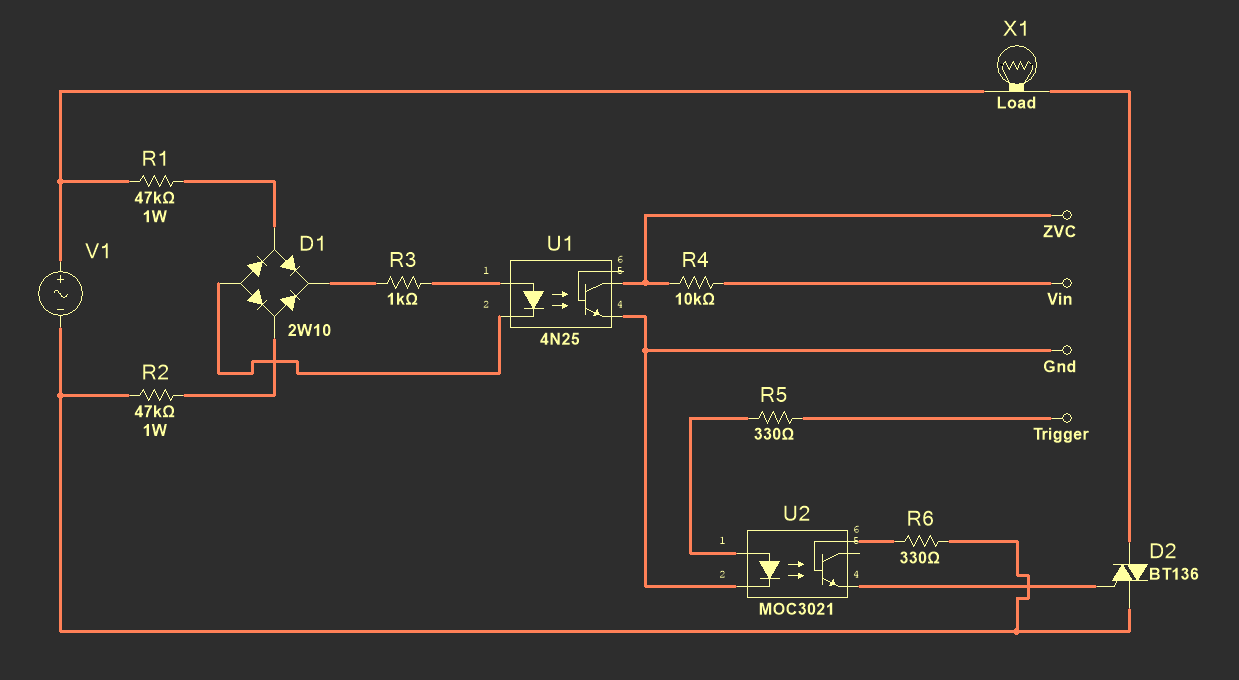 X1
Load
R1
47kΩ
1W
V1
D1
2W10
R3
1kΩ
U1
1
2
6
5
4
4N25
R4
10kΩ
ZVC
Vin
Gnd
R2
47kΩ
1W
R5
330Ω
Trigger
U2
1
2
6
5
4
MOC3021
R6
330Ω
D2
BT136